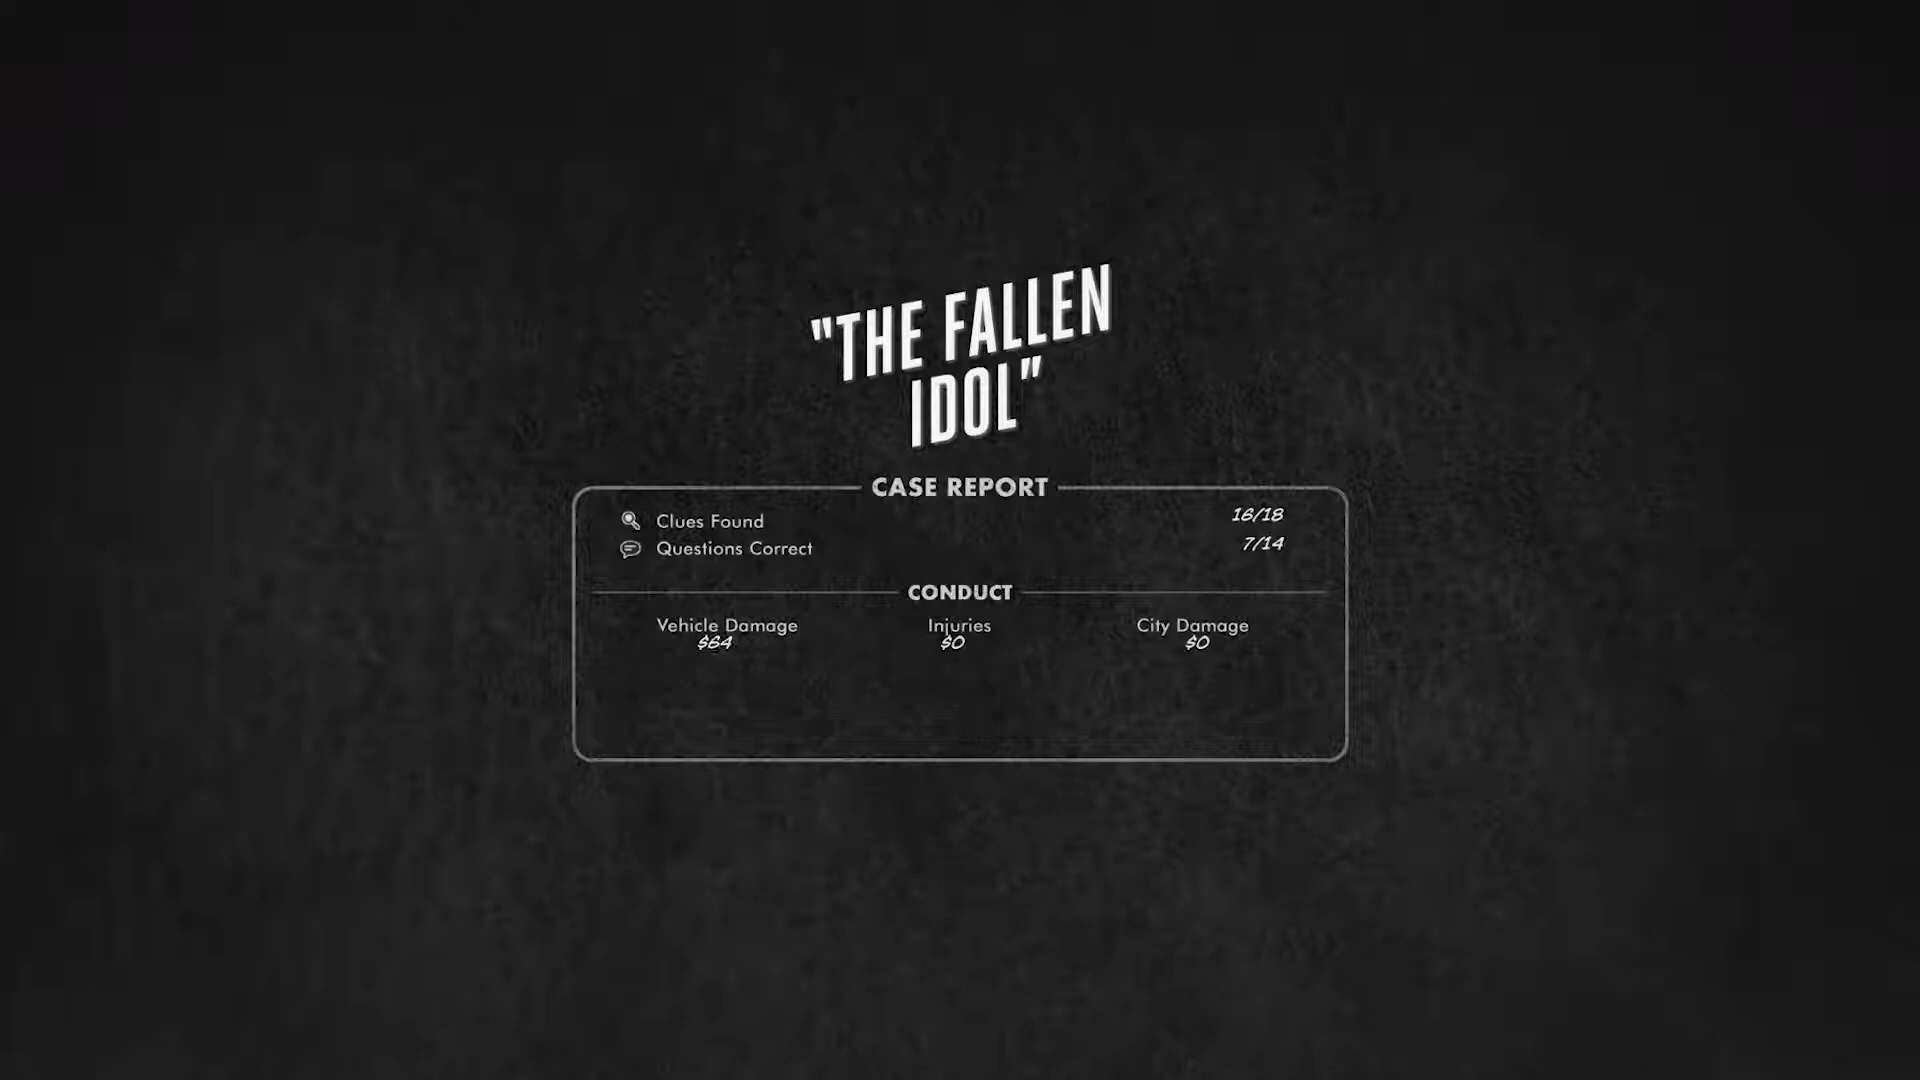 "THE FALLEN
IDOL"
CASE REPORT
Clues Found 16/18
Questions Correct 7/14
CONDUCT
Vehicle Damage Injuries City Damage
$64 $0 $0